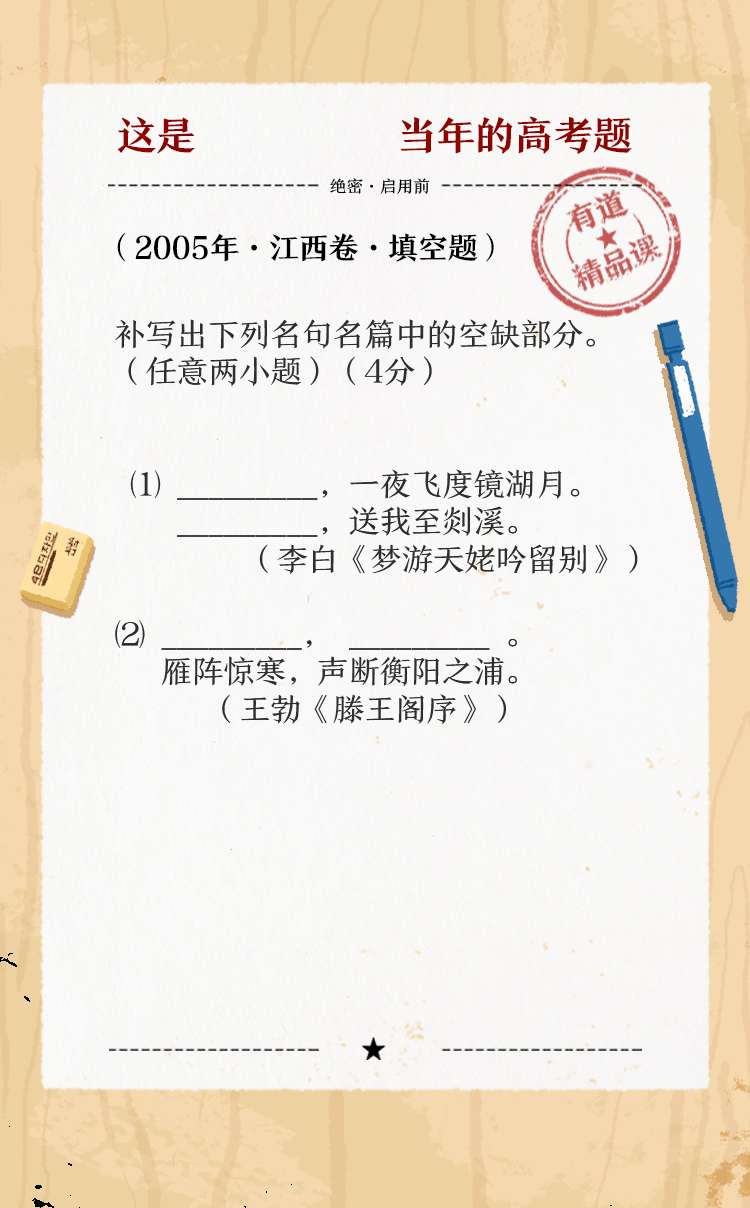 这是 当年的高考题
绝密·启用前
有道
精品课
（2005年·江西卷·填空题）
补写出下列名句名篇中的空缺部分。
（任意两小题）（4分）
⑴ _________，一夜飞度镜湖月。
_________，送我至剡溪。
（李白《梦游天姥吟留别》）
⑵ _________， _________ 。
雁阵惊寒，声断衡阳之浦。
（王勃《滕王阁序》）